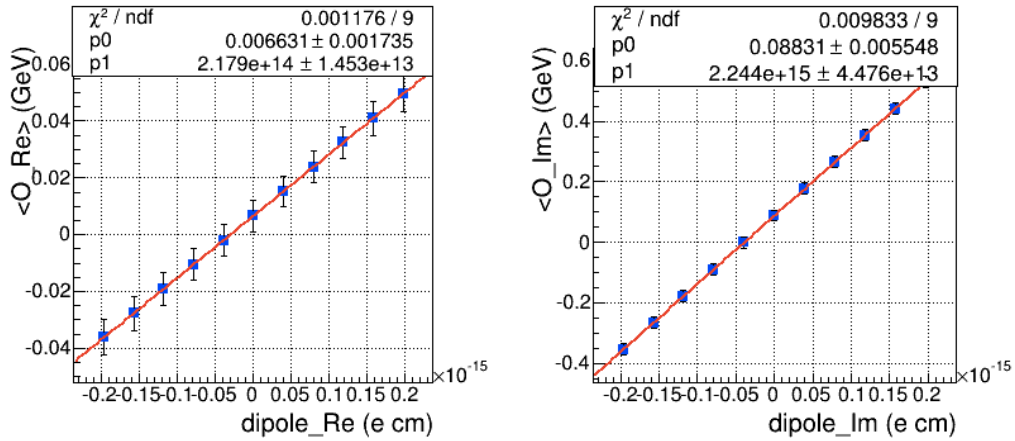 χ² / ndf 0.001176 / 9
p0 0.006631 ± 0.001735
p1 2.179e+14 ± 1.453e+13
<O_Re> (GeV)
0.06
0.04
0.02
0
-0.02
-0.04
-0.2 -0.15 -0.1 -0.05 0 0.05 0.1 0.15 0.2
×10⁻¹⁵
dipole_Re (e cm)
χ² / ndf 0.009833 / 9
p0 0.08831 ± 0.005548
p1 2.244e+15 ± 4.476e+13
<O_Im> (GeV)
0.6
0.4
0.2
0
-0.2
-0.4
-0.2 -0.15 -0.1 -0.05 0 0.05 0.1 0.15 0.2
×10⁻¹⁵
dipole_Im (e cm)